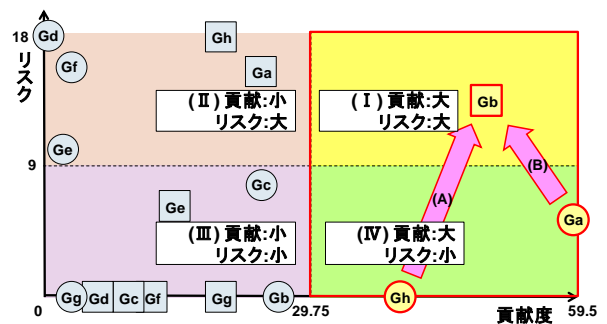 18
リスク
9
0
29.75
59.5
貢献度
Gd
Gf
Gh
Ga
(Ⅱ) 貢献:小
リスク:大
(Ⅰ) 貢献:大
リスク:大
Gb
Ge
(A)
(B)
Gc
Ge
Ga
(Ⅲ) 貢献:小
リスク:小
(Ⅳ) 貢献:大
リスク:小
Gg
Gd
Gc
Gf
Gg
Gb
Gh